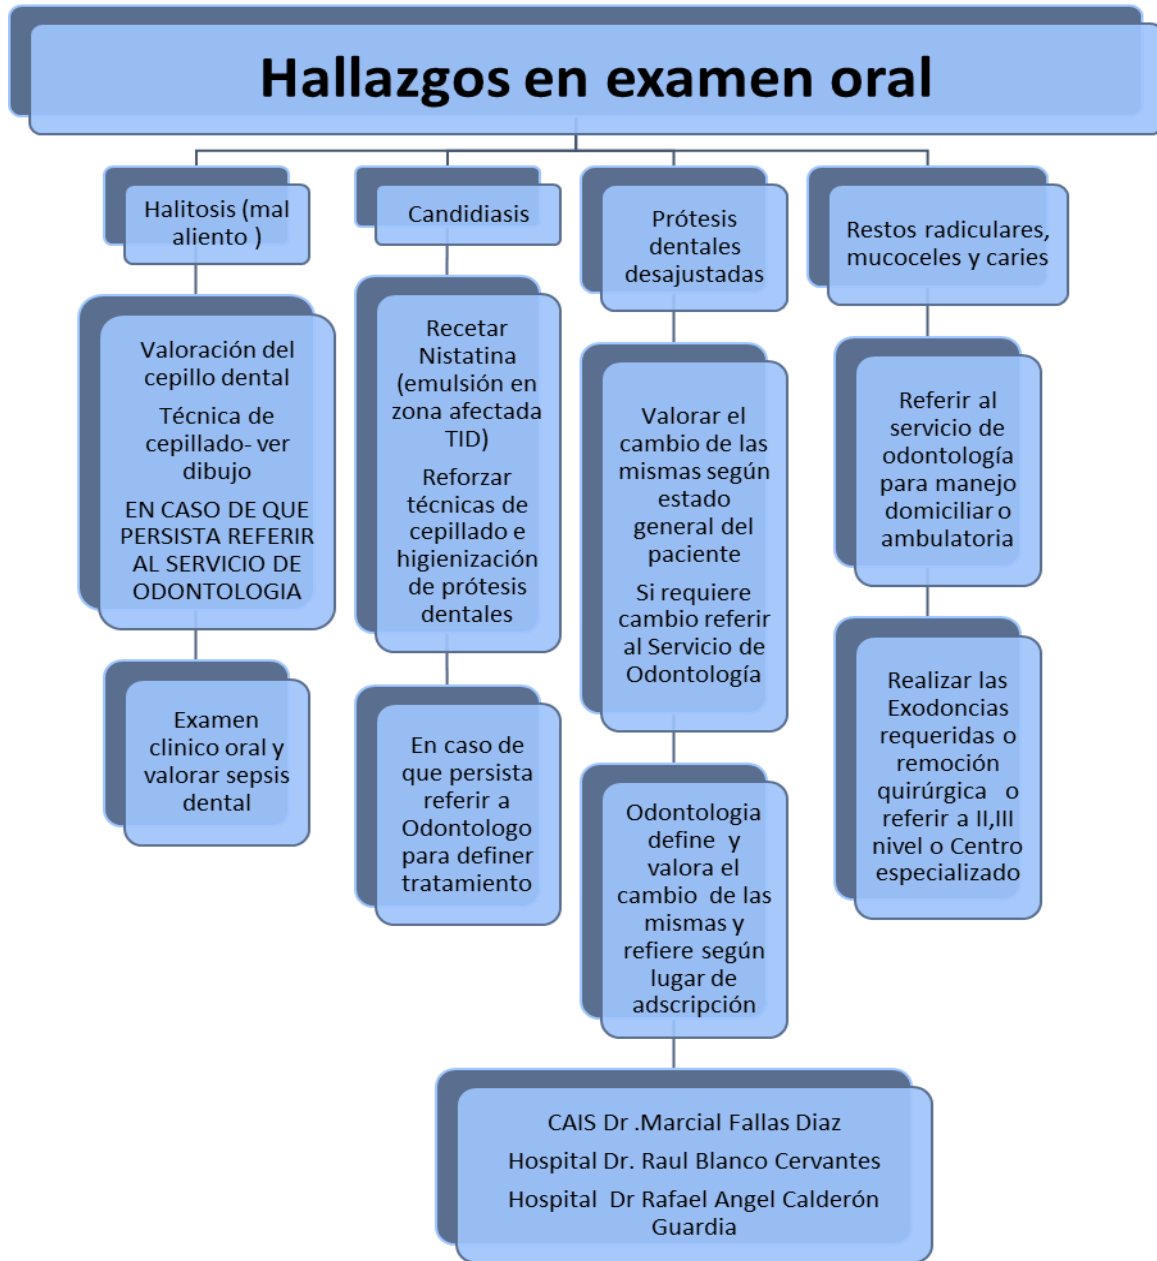 Hallazgos en examen oral
Halitosis (mal
aliento )
Valoración del
cepillo dental
Técnica de
cepillado- ver
dibujo
EN CASO DE QUE
PERSISTA REFERIR
AL SERVICIO DE
ODONTOLOGIA
Examen
clinico oral y
valorar sepsis
dental
Candidiasis
Recetar
Nistatina
(emulsión en
zona afectada
TID)
Reforzar
técnicas de
cepillado e
higienización
de prótesis
dentales
En caso de
que persista
referir a
Odontologo
para definer
tratamiento
Prótesis
dentales
desajustadas
Valorar el
cambio de las
mismas según
estado
general del
paciente
Si requiere
cambio referir
al Servicio de
Odontología
Odontologia
define y
valora el
cambio de las
mismas y
refiere según
lugar de
adscripción
CAIS Dr .Marcial Fallas Diaz
Hospital Dr. Raul Blanco Cervantes
Hospital Dr Rafael Angel Calderón
Guardia
Restos radiculares,
mucoceles y caries
Referir al
servicio de
odontología
para manejo
domiciliar o
ambulatoria
Realizar las
Exodoncias
requeridas o
remoción
quirúrgica o
referir a II,III
nivel o Centro
especializado